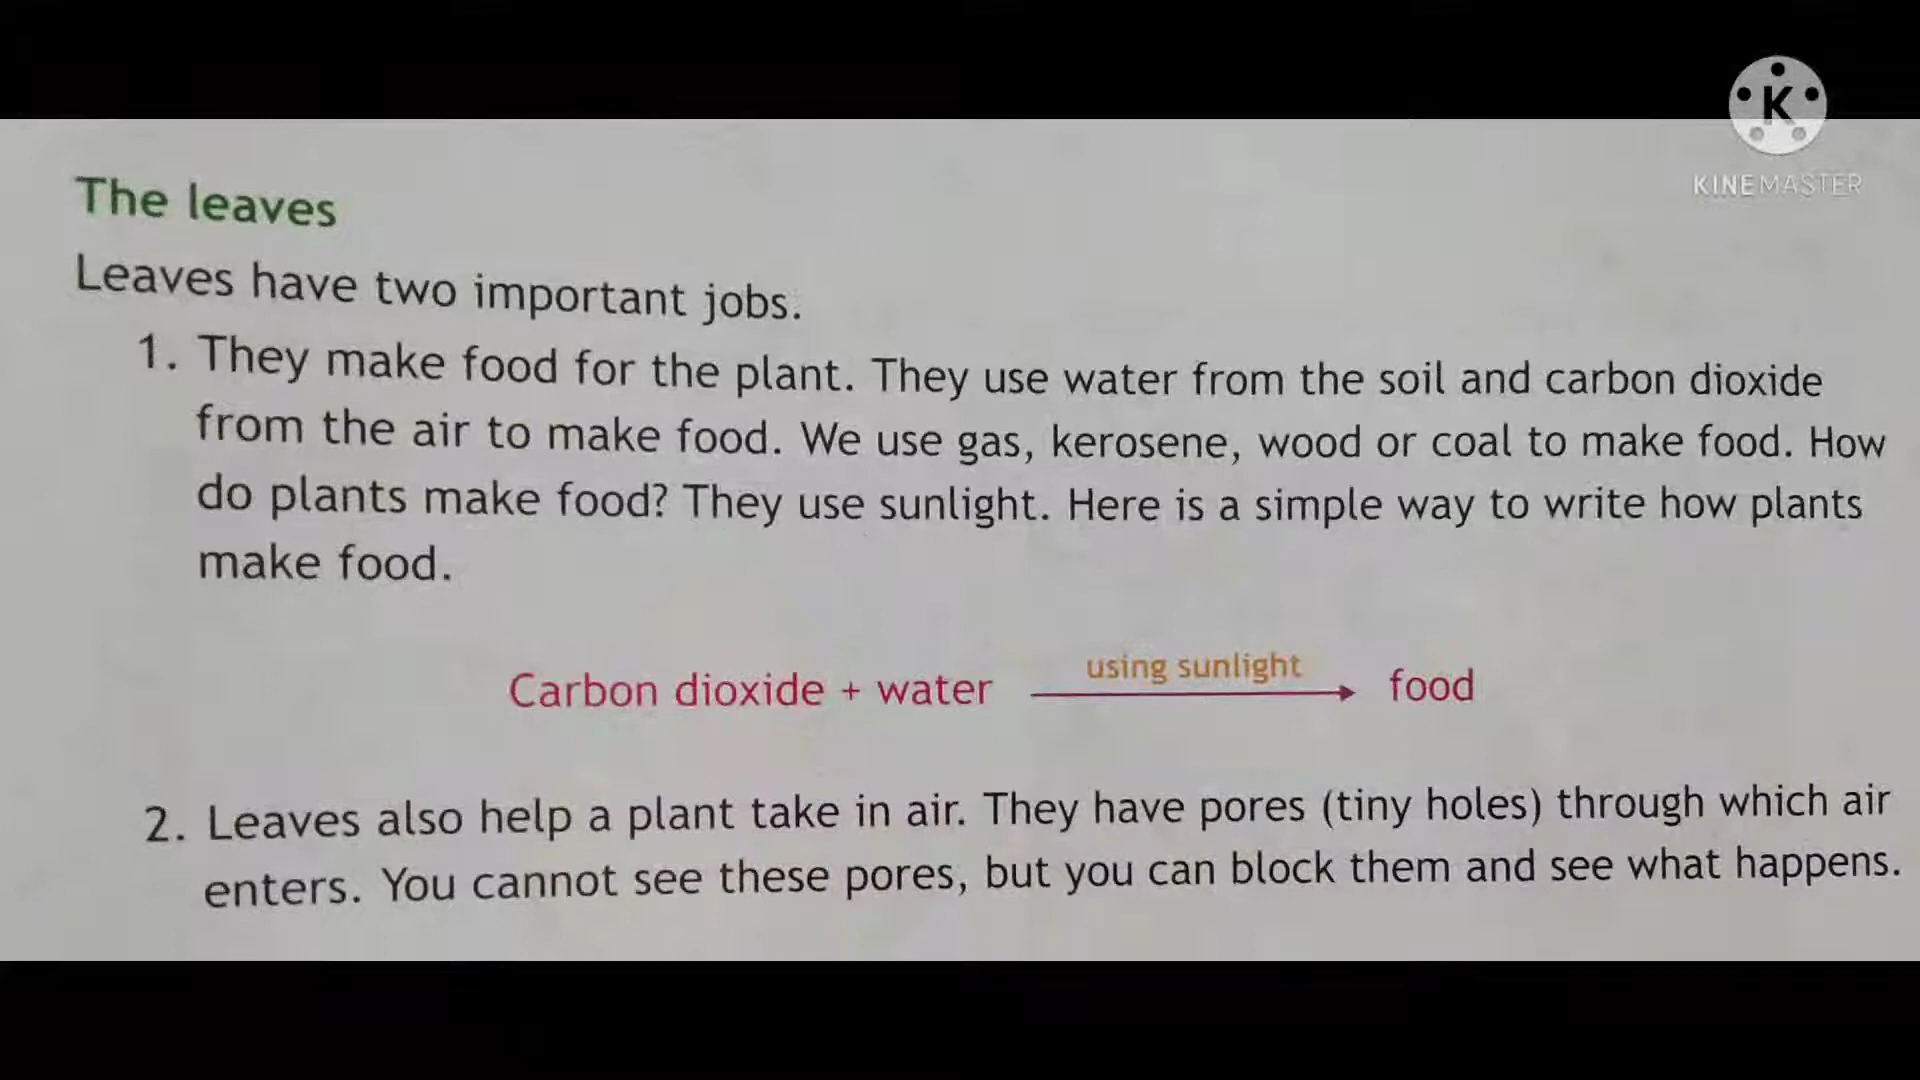 K
KINEMASTER
The leaves
Leaves have two important jobs.
1. They make food for the plant. They use water from the soil and carbon dioxide
from the air to make food. We use gas, kerosene, wood or coal to make food. How
do plants make food? They use sunlight. Here is a simple way to write how plants
make food.
using sunlight
Carbon dioxide + water food
2. Leaves also help a plant take in air. They have pores (tiny holes) through which air
enters. You cannot see these pores, but you can block them and see what happens.